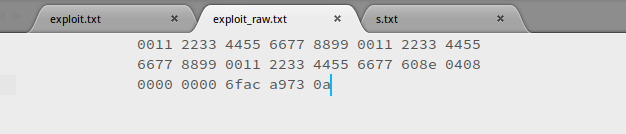 exploit.txt × exploit_raw.txt × s.txt ×
0011 2233 4455 6677 8899 0011 2233 4455
6677 8899 0011 2233 4455 6677 608e 0408
0000 0000 6fac a973 0a